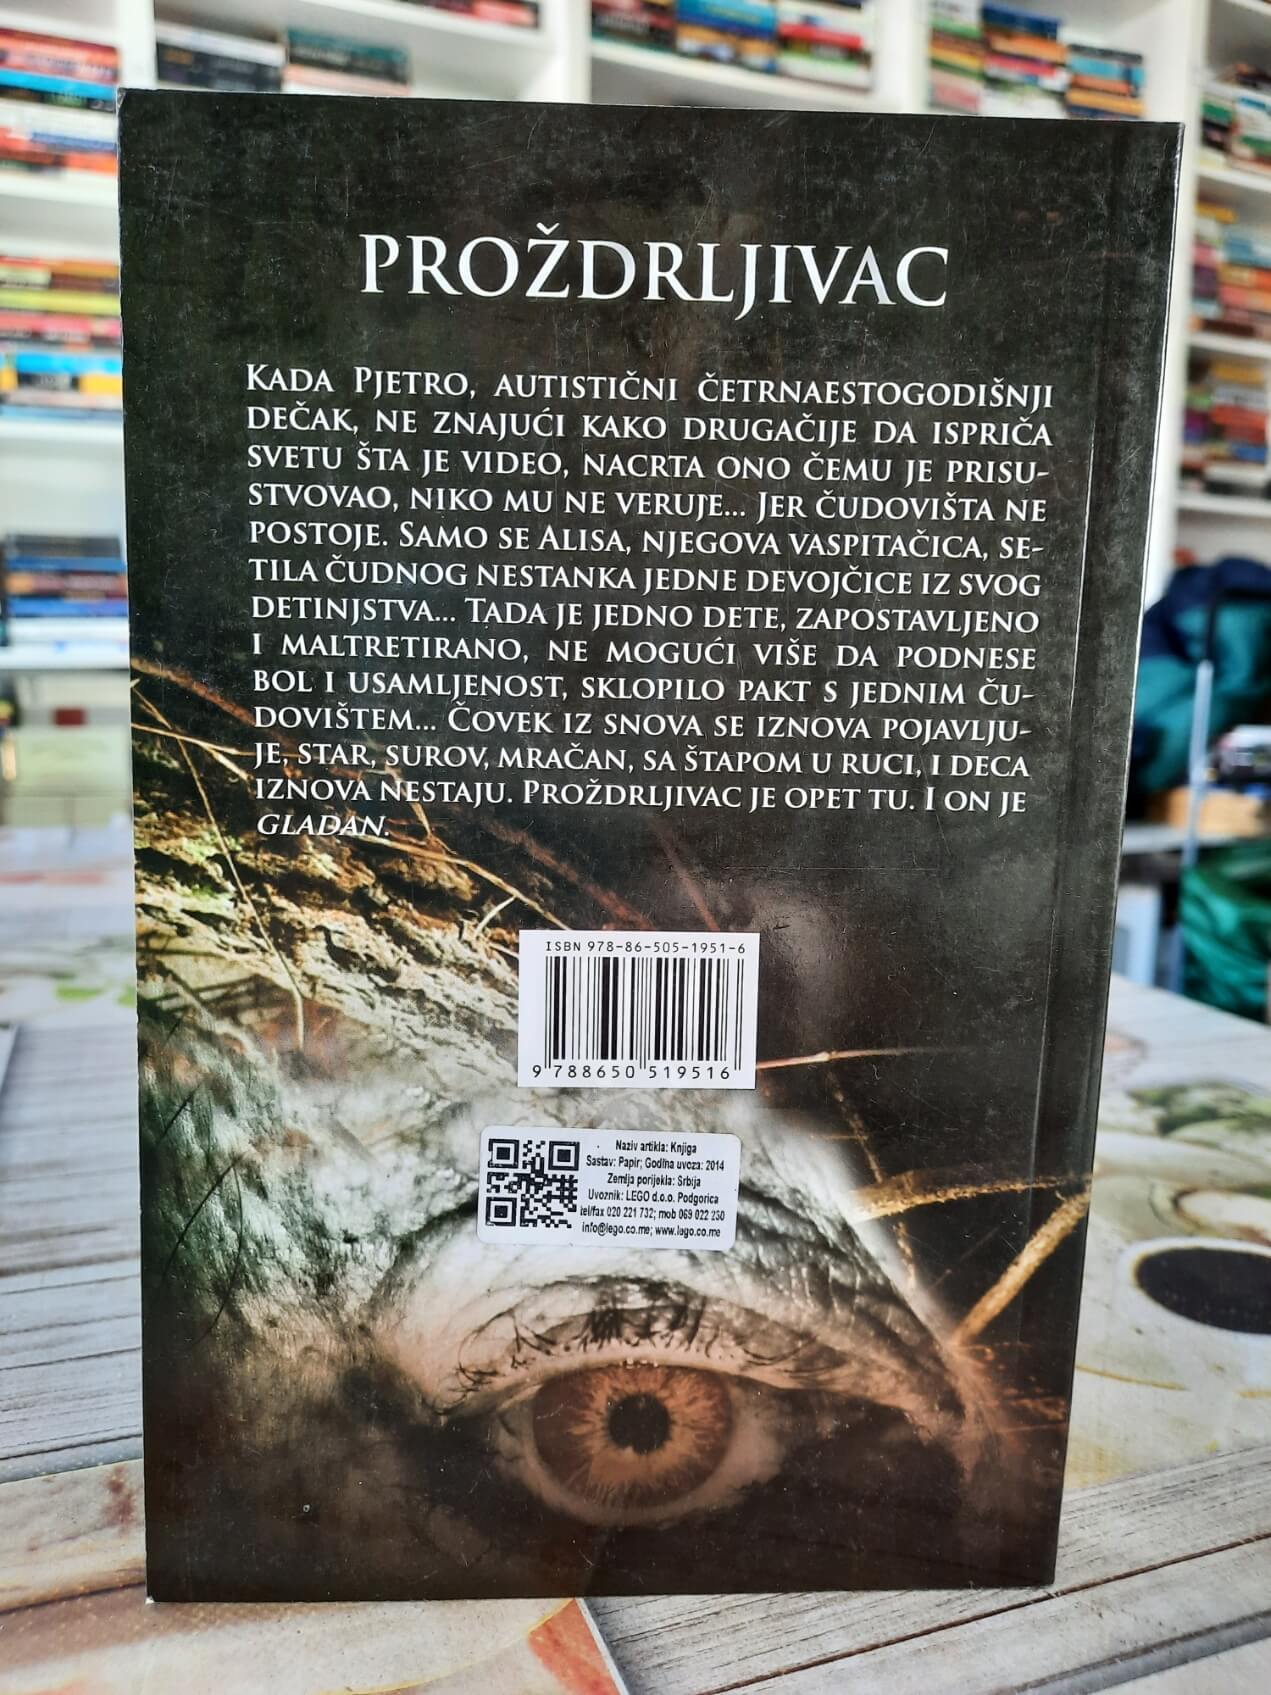 PROŽDRLJIVAC
KADA PJETRO, AUTISTIČNI ČETRNAESTOGODIŠNJI
DEČAK, NE ZNAJUĆI KAKO DRUGAČIJE DA ISPRIČA
SVETU ŠTA JE VIDEO, NACRTA ONO ČEMU JE PRISU-
STVOVAO, NIKO MU NE VERUJE... JER ČUDOVIŠTA NE
POSTOJE. SAMO SE ALISA, NJEGOVA VASPITAČICA, SE-
TILA ČUDNOG NESTANKA JEDNE DEVOJČICE IZ SVOG
DETINJSTVA... TADA JE JEDNO DETE, ZAPOSTAVLJENO
I MALTRETIRANO, NE MOGUĆI VIŠE DA PODNESE
BOL I USAMLJENOST, SKLOPILO PAKT S JEDNIM ČU-
DOVIŠTEM... ČOVEK IZ SNOVA SE IZNOVA POJAVLJU-
JE, STAR, SUROV, MRAČAN, SA ŠTAPOM U RUCI, I DECA
IZNOVA NESTAJU. PROŽDRLJIVAC JE OPET TU. I ON JE
GLADAN.
ISBN 978-86-505-1951-6
9 788650 519516
Naziv artikla: Knjiga
Sastav: Papir; Godina uvoza: 2014
Zemlja porijekla: Srbija
Uvoznik: LEGO d.o.o. Podgorica
tel/fax 020 221 732; mob 069 022 230
info@lego.co.me; www.lego.co.me